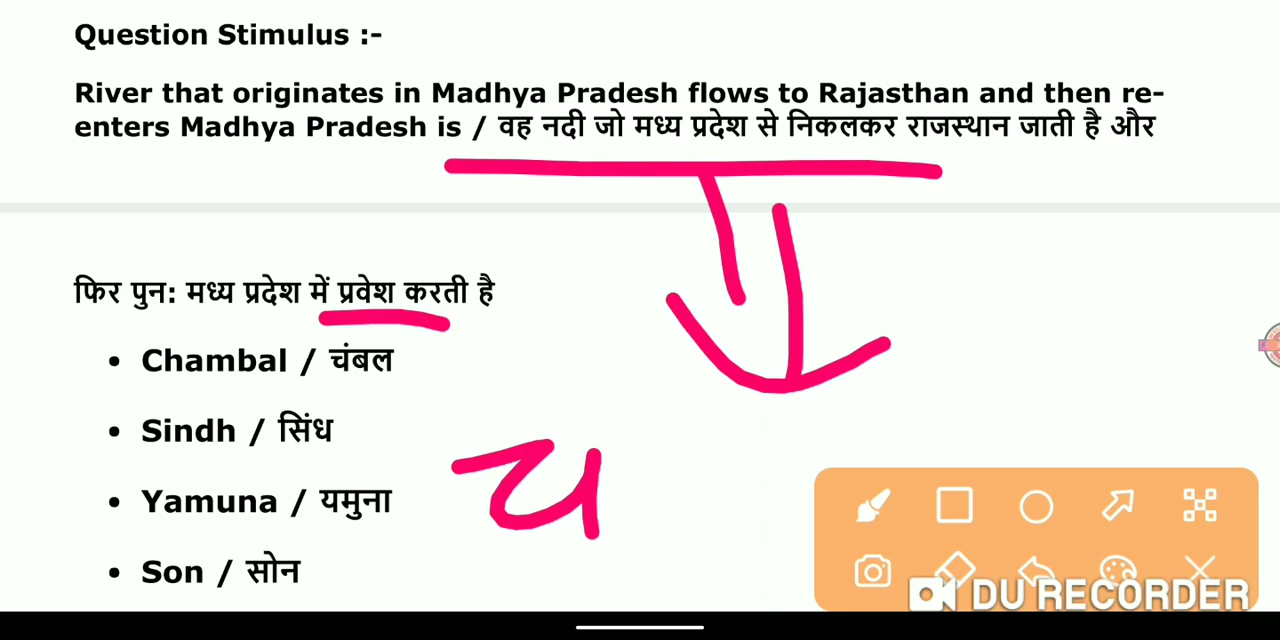 Question Stimulus :-
River that originates in Madhya Pradesh flows to Rajasthan and then re-
enters Madhya Pradesh is / वह नदी जो मध्य प्रदेश से निकलकर राजस्थान जाती है और
फिर पुन: मध्य प्रदेश में प्रवेश करती है
• Chambal / चंबल
• Sindh / सिंध
• Yamuna / यमुना
• Son / सोन
DU RECORDER